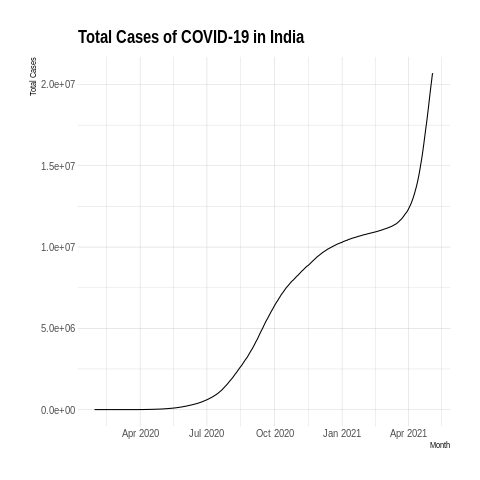 Total Cases of COVID-19 in India
Total Cases
2.0e+07
1.5e+07
1.0e+07
5.0e+06
0.0e+00
Apr 2020 Jul 2020 Oct 2020 Jan 2021 Apr 2021
Month